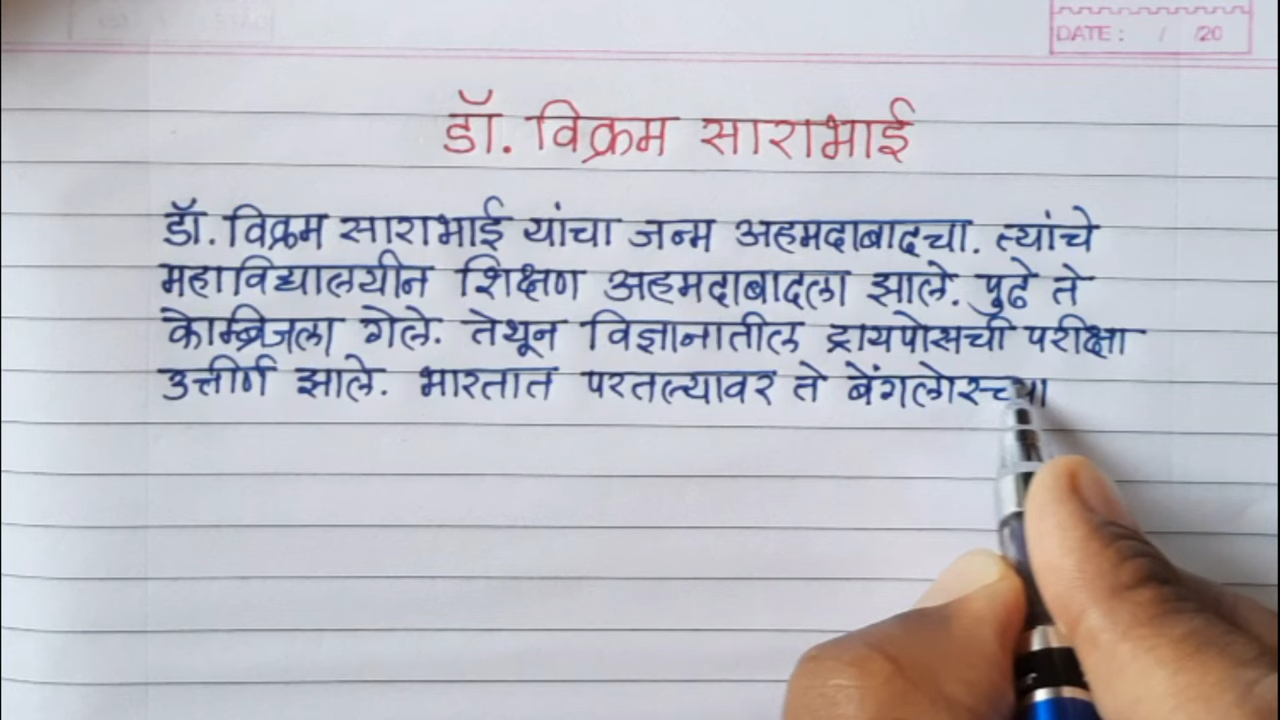 DATE : / /20
डॉ. विक्रम साराभाई
डॉ. विक्रम साराभाई यांचा जन्म अहमदाबादचा. त्यांचे
महाविद्यालयीन शिक्षण अहमदाबादला झाले. पुढे ते
केम्ब्रिजला गेले. तेथून विज्ञानातील ट्रायपोसची परीक्षा
उत्तीर्ण झाले. भारतात परतल्यावर ते बेंगलोरच्या